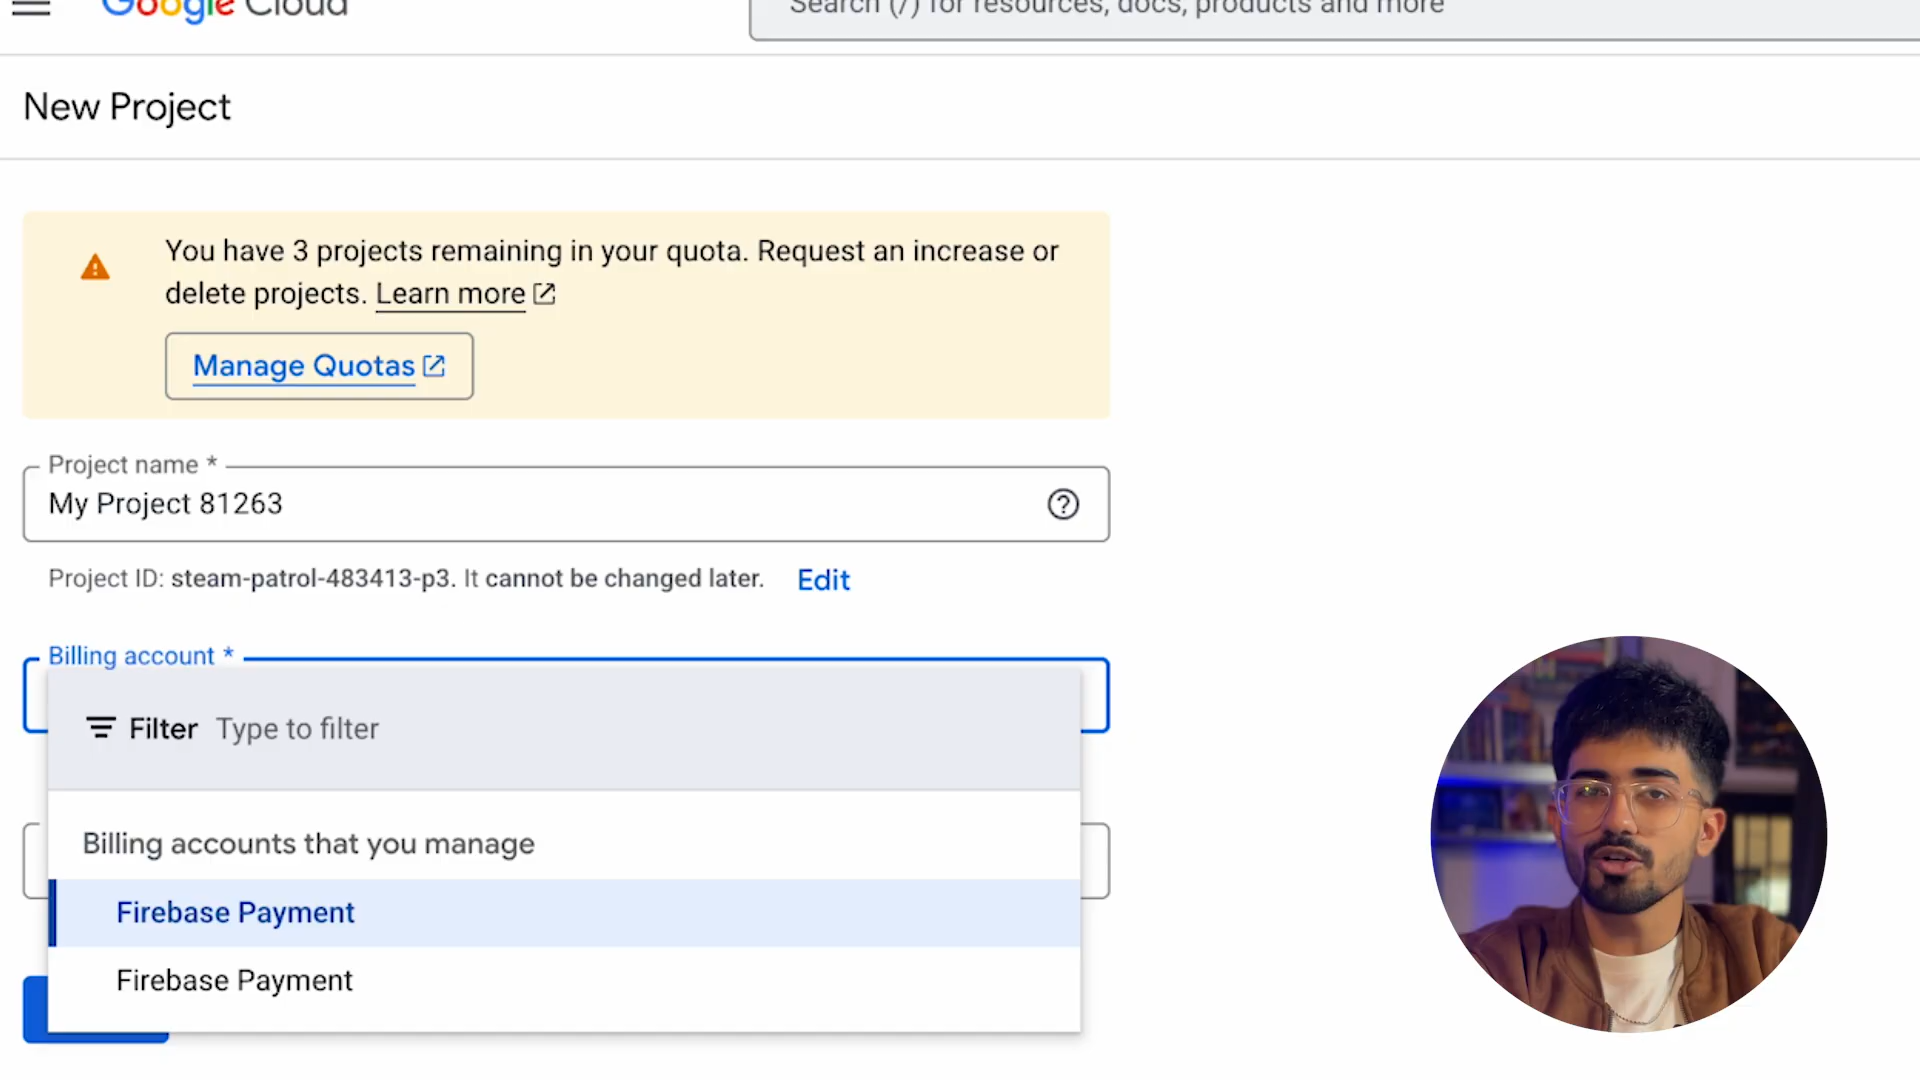 Google Cloud
Search (/) for resources, docs, products and more
New Project
You have 3 projects remaining in your quota. Request an increase or
delete projects. Learn more
Manage Quotas
Project name *
My Project 81263
Project ID: steam-patrol-483413-p3. It cannot be changed later. Edit
Billing account *
Filter Type to filter
Billing accounts that you manage
Firebase Payment
Firebase Payment